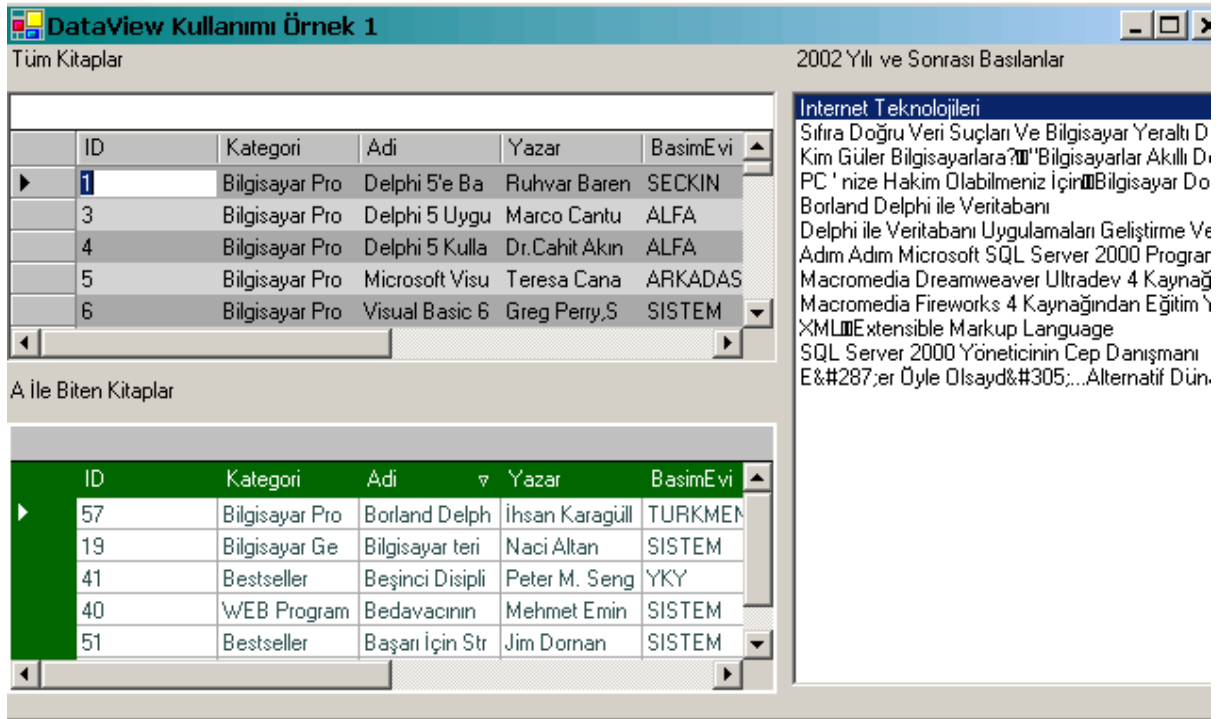 DataView Kullanımı Örnek 1
Tüm Kitaplar
ID Kategori Adi Yazar BasimEvi
1 Bilgisayar Pro Delphi 5'e Ba Ruhvar Baren SECKIN
3 Bilgisayar Pro Delphi 5 Uygu Marco Cantu ALFA
4 Bilgisayar Pro Delphi 5 Kulla Dr.Cahit Akın ALFA
5 Bilgisayar Pro Microsoft Visu Teresa Cana ARKADAS
6 Bilgisayar Pro Visual Basic 6 Greg Perry,S SISTEM
A İle Biten Kitaplar
ID Kategori Adi Yazar BasimEvi
57 Bilgisayar Pro Borland Delph İhsan Karagüll TURKMEN
19 Bilgisayar Ge Bilgisayar teri Naci Altan SISTEM
41 Bestseller Beşinci Disipli Peter M. Seng YKY
40 WEB Program Bedavacının Mehmet Emin SISTEM
51 Bestseller Başarı İçin Str Jim Dornan SISTEM
2002 Yılı ve Sonrası Basılanlar
Internet Teknolojileri
Sıfıra Doğru Veri Suçları Ve Bilgisayar Yeraltı D
Kim Güler Bilgisayarlara?"Bilgisayarlar Akıllı D
PC ' nize Hakim Olabilmeniz İçin Bilgisayar Do
Borland Delphi ile Veritabanı
Delphi ile Veritabanı Uygulamaları Geliştirme Ve
Adım Adım Microsoft SQL Server 2000 Program
Macromedia Dreamweaver Ultradev 4 Kaynağ
Macromedia Fireworks 4 Kaynağından Eğitim Y
XML Extensible Markup Language
SQL Server 2000 Yöneticinin Cep Danışmanı
E&#287;er Öyle Olsayd&#305;...Alternatif Dün